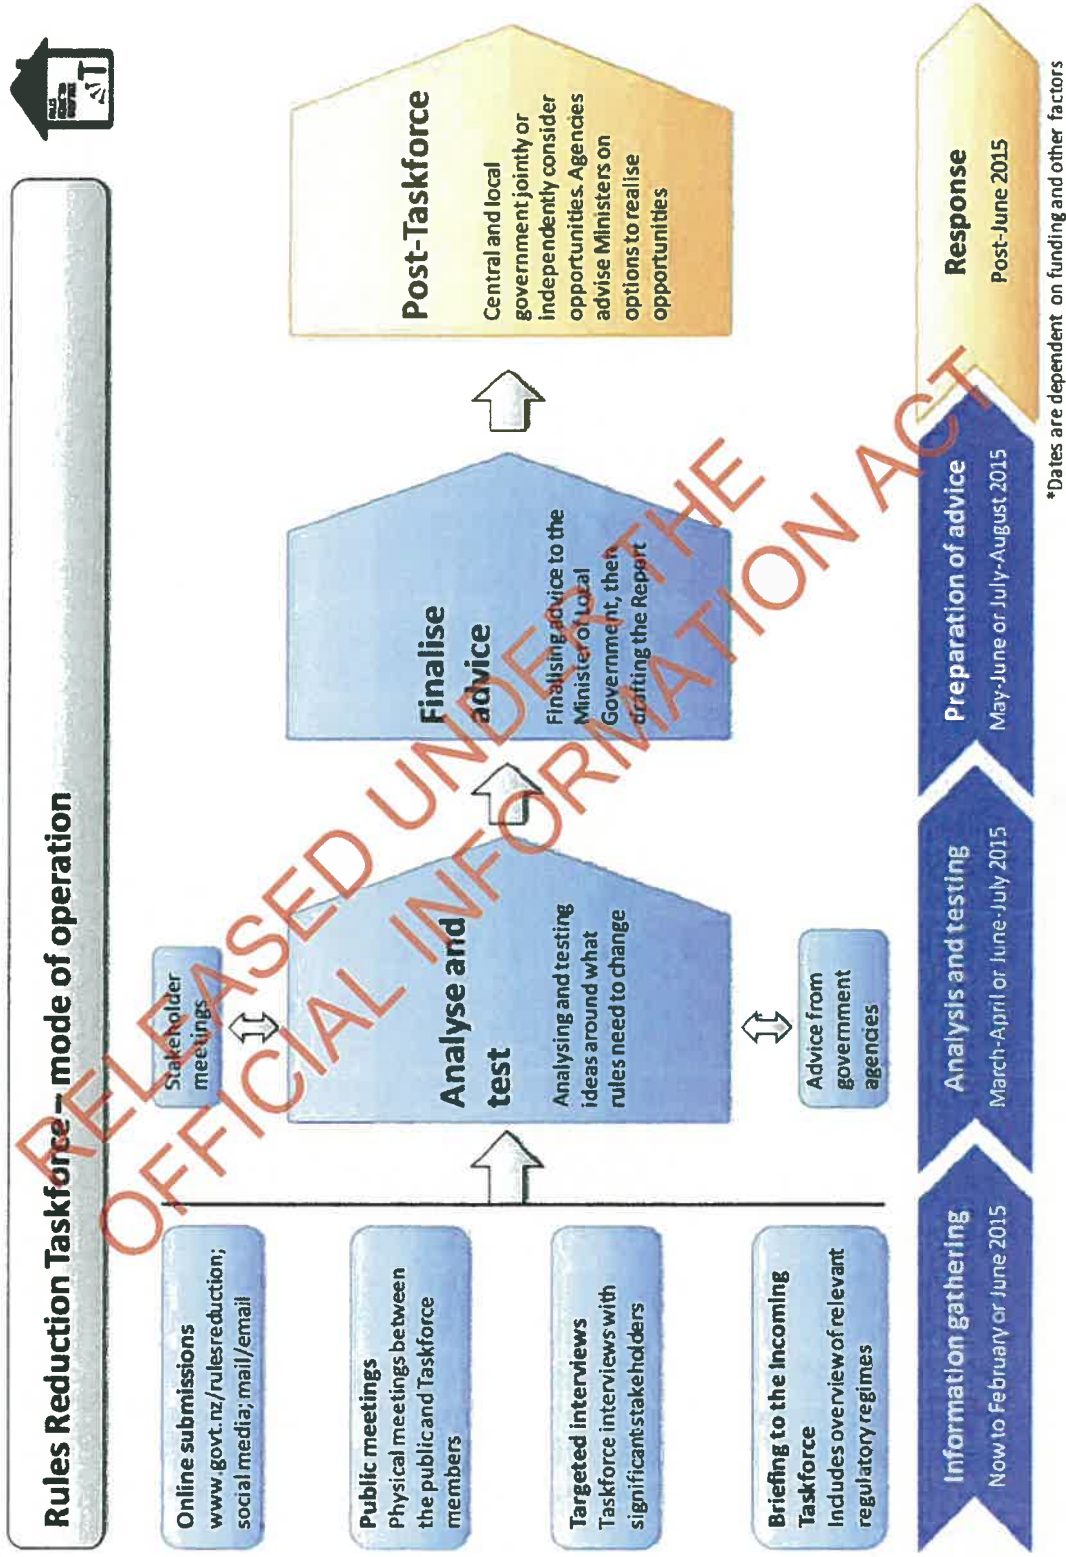 Rules Reduction Taskforce – mode of operation
Online submissions
www.govt.nz/rulesreduction;
social media; mail/email
Public meetings
Physical meetings between
the public and Taskforce
members
Targeted interviews
Taskforce interviews with
significant stakeholders
Briefing to the Incoming
Taskforce
Includes overview of relevant
regulatory regimes
Stakeholder
meetings
Analyse and
test
Analysing and testing
ideas around what
rules need to change
Advice from
government
agencies
Finalise
advice
Finalising advice to the
Minister of Local
Government, then
drafting the Report
Post-Taskforce
Central and local
government jointly or
independently consider
opportunities. Agencies
advise Ministers on
options to realise
opportunities
Information gathering
Now to February or June 2015
Analysis and testing
March-April or June-July 2015
Preparation of advice
May-June or July-August 2015
Response
Post-June 2015
*Dates are dependent on funding and other factors
RELEASED UNDER THE
OFFICIAL INFORMATION ACT